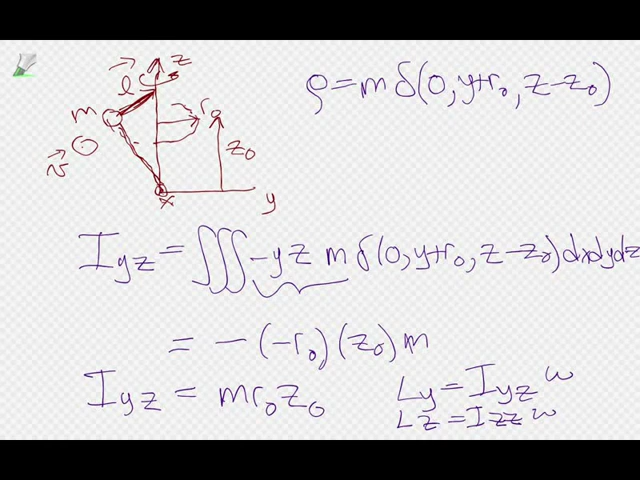 z
l⃗
m
r₀
v⃗
z₀
x
y
ρ = m δ(0, y+r₀, z-z₀)
I_yz = ∭ -y z m δ(0, y+r₀, z-z₀) dxdydz
= -(-r₀)(z₀)m
I_yz = m r₀ z₀
L_y = I_yz ω
L_z = I_zz ω